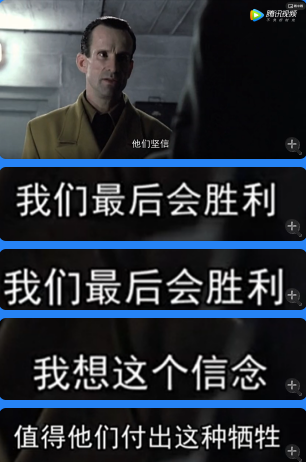 腾讯视频
他们坚信
我们最后会胜利
我们最后会胜利
我想这个信念
值得他们付出这种牺牲